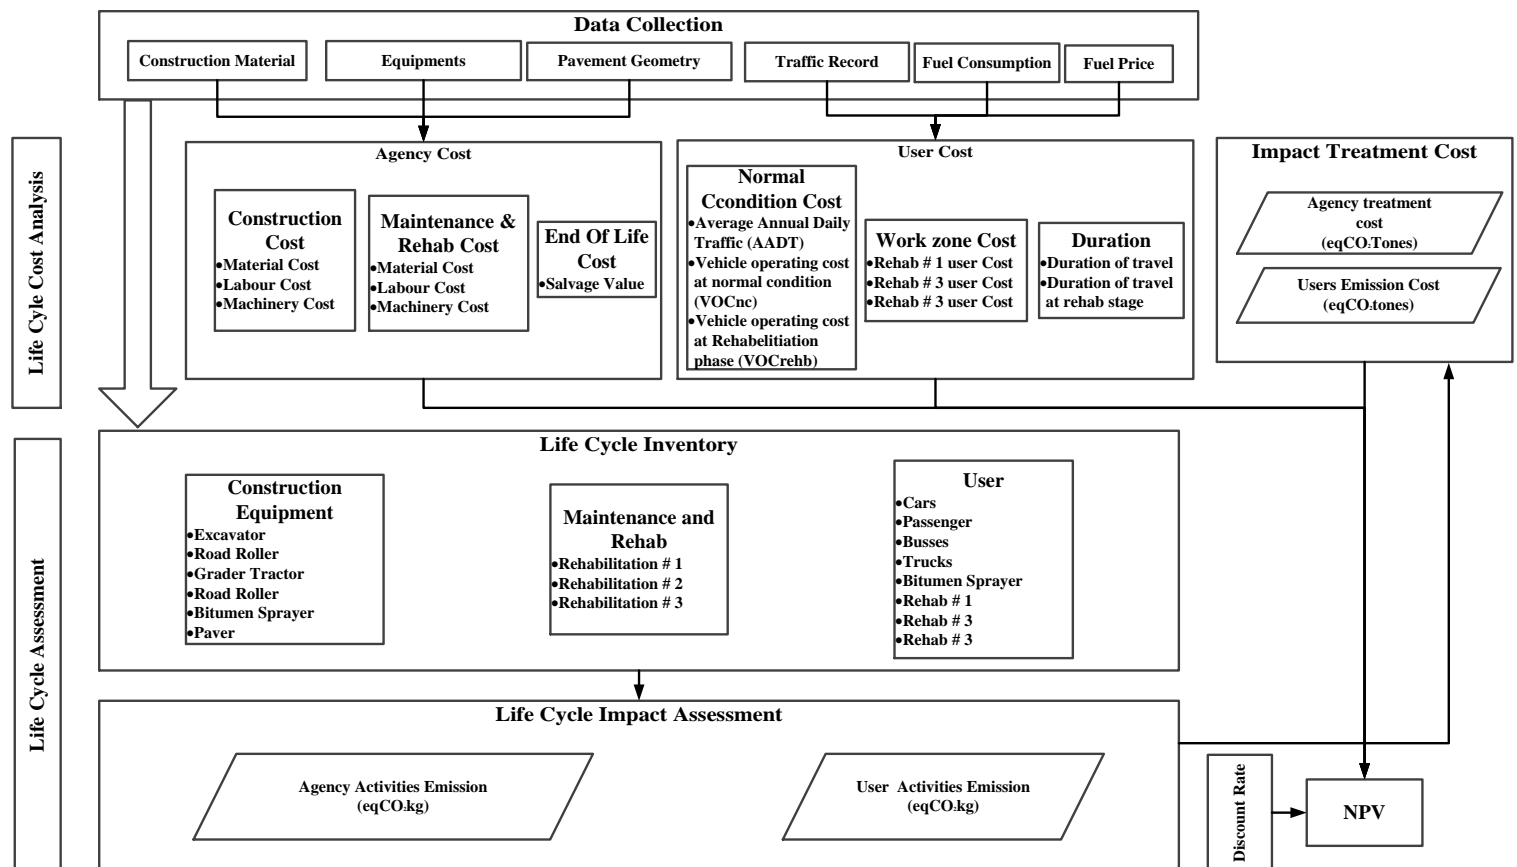 Data Collection
Construction Material
Equipments
Pavement Geometry
Traffic Record
Fuel Consumption
Fuel Price
Life Cyle Cost Analysis
Agency Cost
Construction
Cost
•Material Cost
•Labour Cost
•Machinery Cost
Maintenance &
Rehab Cost
•Material Cost
•Labour Cost
•Machinery Cost
End Of Life
Cost
•Salvage Value
User Cost
Normal
Ccondition Cost
•Average Annual Daily
Traffic (AADT)
•Vehicle operating cost
at normal condition
(VOCnc)
•Vehicle operating cost
at Rehabelitiation
phase (VOCrehb)
Work zone Cost
•Rehab # 1 user Cost
•Rehab # 3 user Cost
•Rehab # 3 user Cost
Duration
•Duration of travel
•Duration of travel
at rehab stage
Impact Treatment Cost
Agency treatment
cost
(eqCO2Tones)
Users Emission Cost
(eqCO2tones)
Life Cycle Assessment
Life Cycle Inventory
Construction
Equipment
•Excavator
•Road Roller
•Grader Tractor
•Road Roller
•Bitumen Sprayer
•Paver
Maintenance and
Rehab
•Rehabilitation # 1
•Rehabilitation # 2
•Rehabilitation # 3
User
•Cars
•Passenger
•Busses
•Trucks
•Bitumen Sprayer
•Rehab # 1
•Rehab # 3
•Rehab # 3
Life Cycle Impact Assessment
Agency Activities Emission
(eqCO2kg)
User Activities Emission
(eqCO2kg)
Discount Rate
NPV